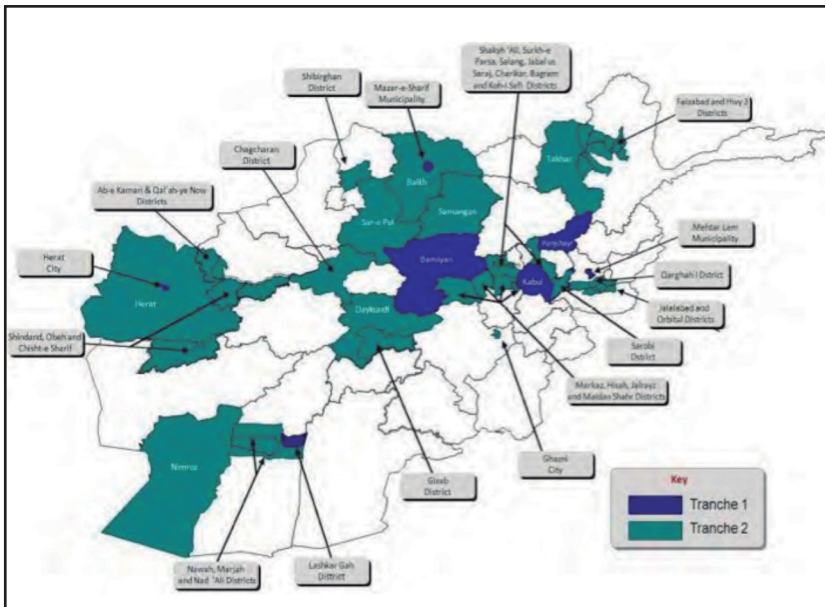 Shakyh 'Ali, Surkh-e
Parsa, Salang, Jabal us
Saraj, Charikar, Bagram
and Koh-i Safi Districts
Shibirghan
District
Mazar-e-Sharif
Municipality
Faizabad and Hwy 3
Districts
Chagcharan
District
Takhar
Balkh
Ab-e Kamari & Qal'ah-ye Now
Districts
Sar-e Pul
Samangan
Mehtar Lam
Municipality
Herat
City
Panjshayr
Bamiyan
Qarghah'i District
Kabul
Herat
Daykundi
Jalalabad and
Orbital Districts
Shindand, Obeh and
Chisht-e Sharif
Sarobi
District
Markaz, Hisah, Jalrayz
and Maidan Shahr Districts
Nimroz
Ghazni
City
Gizab
District
Key
Tranche 1
Tranche 2
Nawah, Marjah
and Nad 'Ali Districts
Lashkar Gah
District